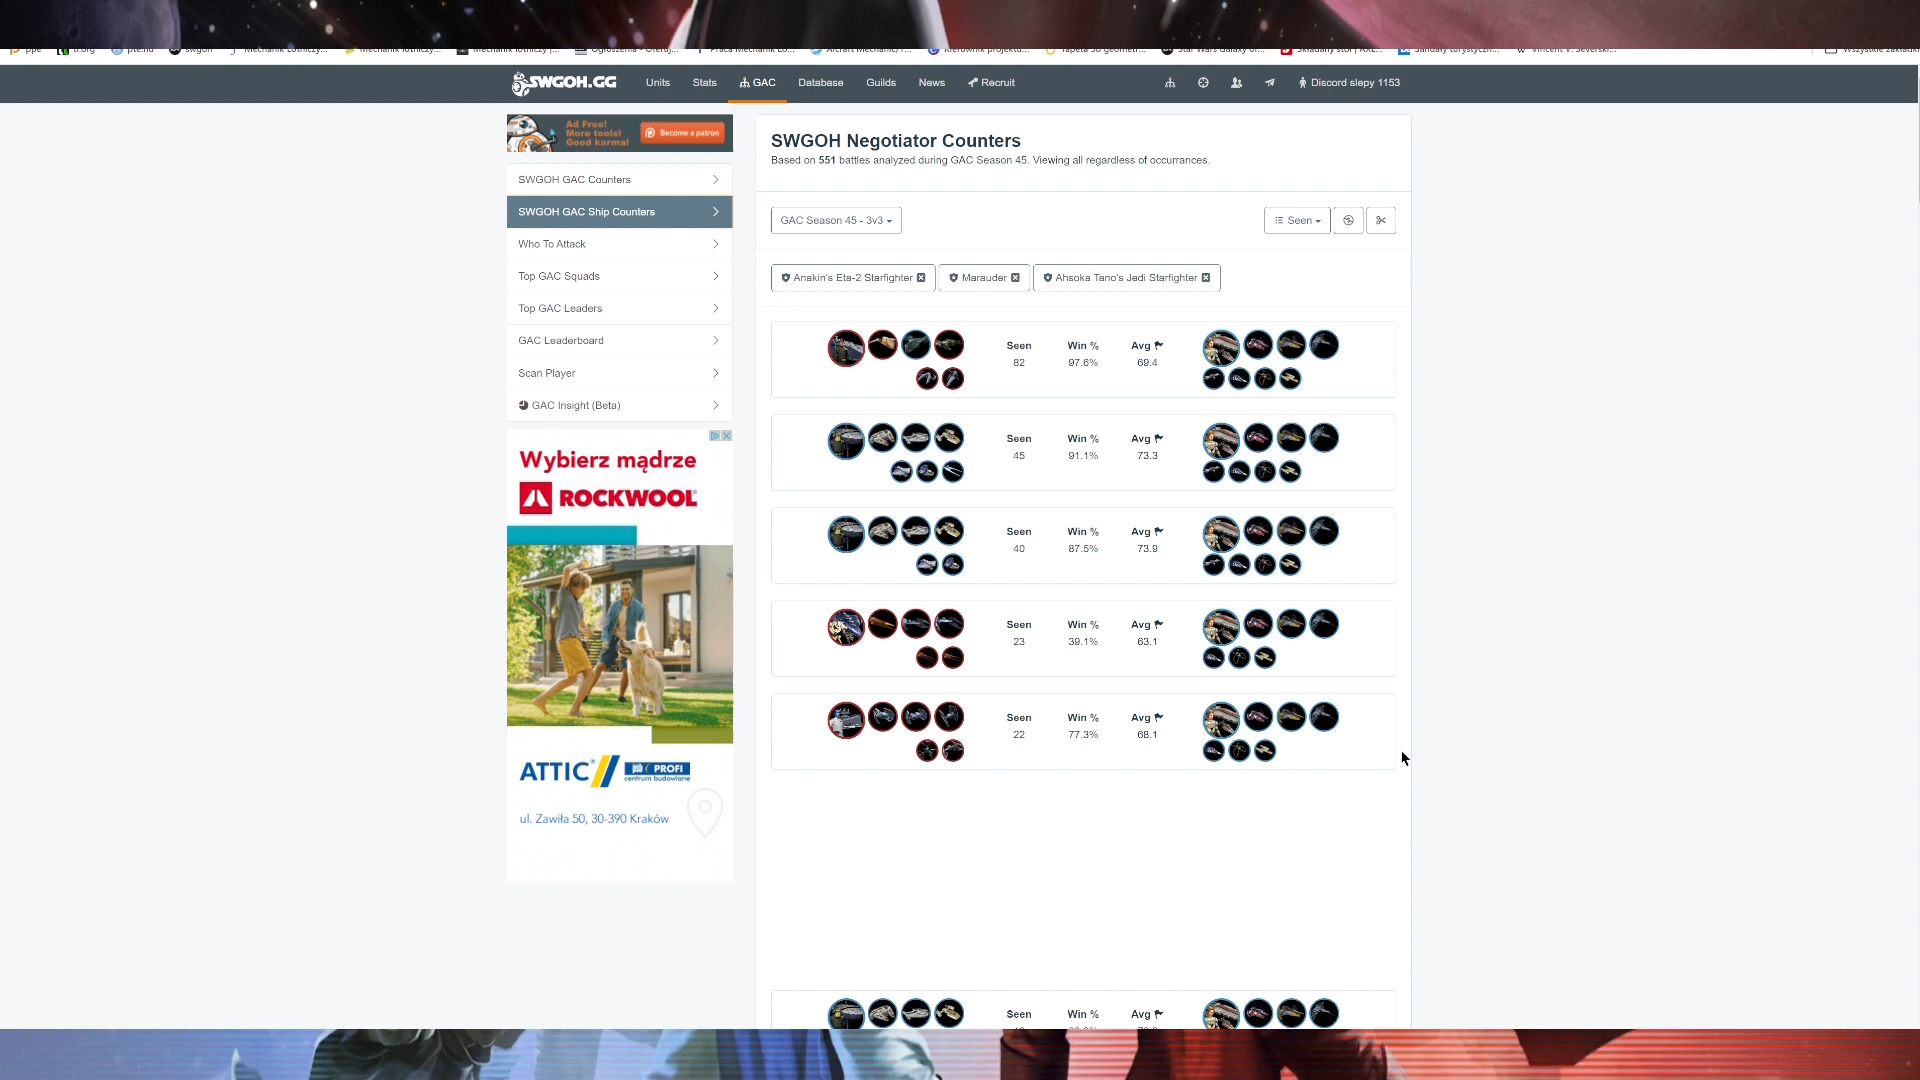 swgoh
SWGOH.GG
Units
Stats
GAC
Database
Guilds
News
Recruit
Discord slepy 1153
Ad Free!
More tools!
Good karma!
Become a patron
SWGOH GAC Counters
SWGOH GAC Ship Counters
Who To Attack
Top GAC Squads
Top GAC Leaders
GAC Leaderboard
Scan Player
GAC Insight (Beta)
Wybierz mądrze
ROCKWOOL
ATTIC PROFI
centrum budowlane
ul. Zawiła 50, 30-390 Kraków
SWGOH Negotiator Counters
Based on 551 battles analyzed during GAC Season 45. Viewing all regardless of occurrances.
GAC Season 45 - 3v3
Seen
Anakin's Eta-2 Starfighter
Marauder
Ahsoka Tano's Jedi Starfighter
Seen Win % Avg
82 97.6% 69.4
Seen Win % Avg
45 91.1% 73.3
Seen Win % Avg
40 87.5% 73.9
Seen Win % Avg
23 39.1% 63.1
Seen Win % Avg
22 77.3% 68.1
Seen Win % Avg